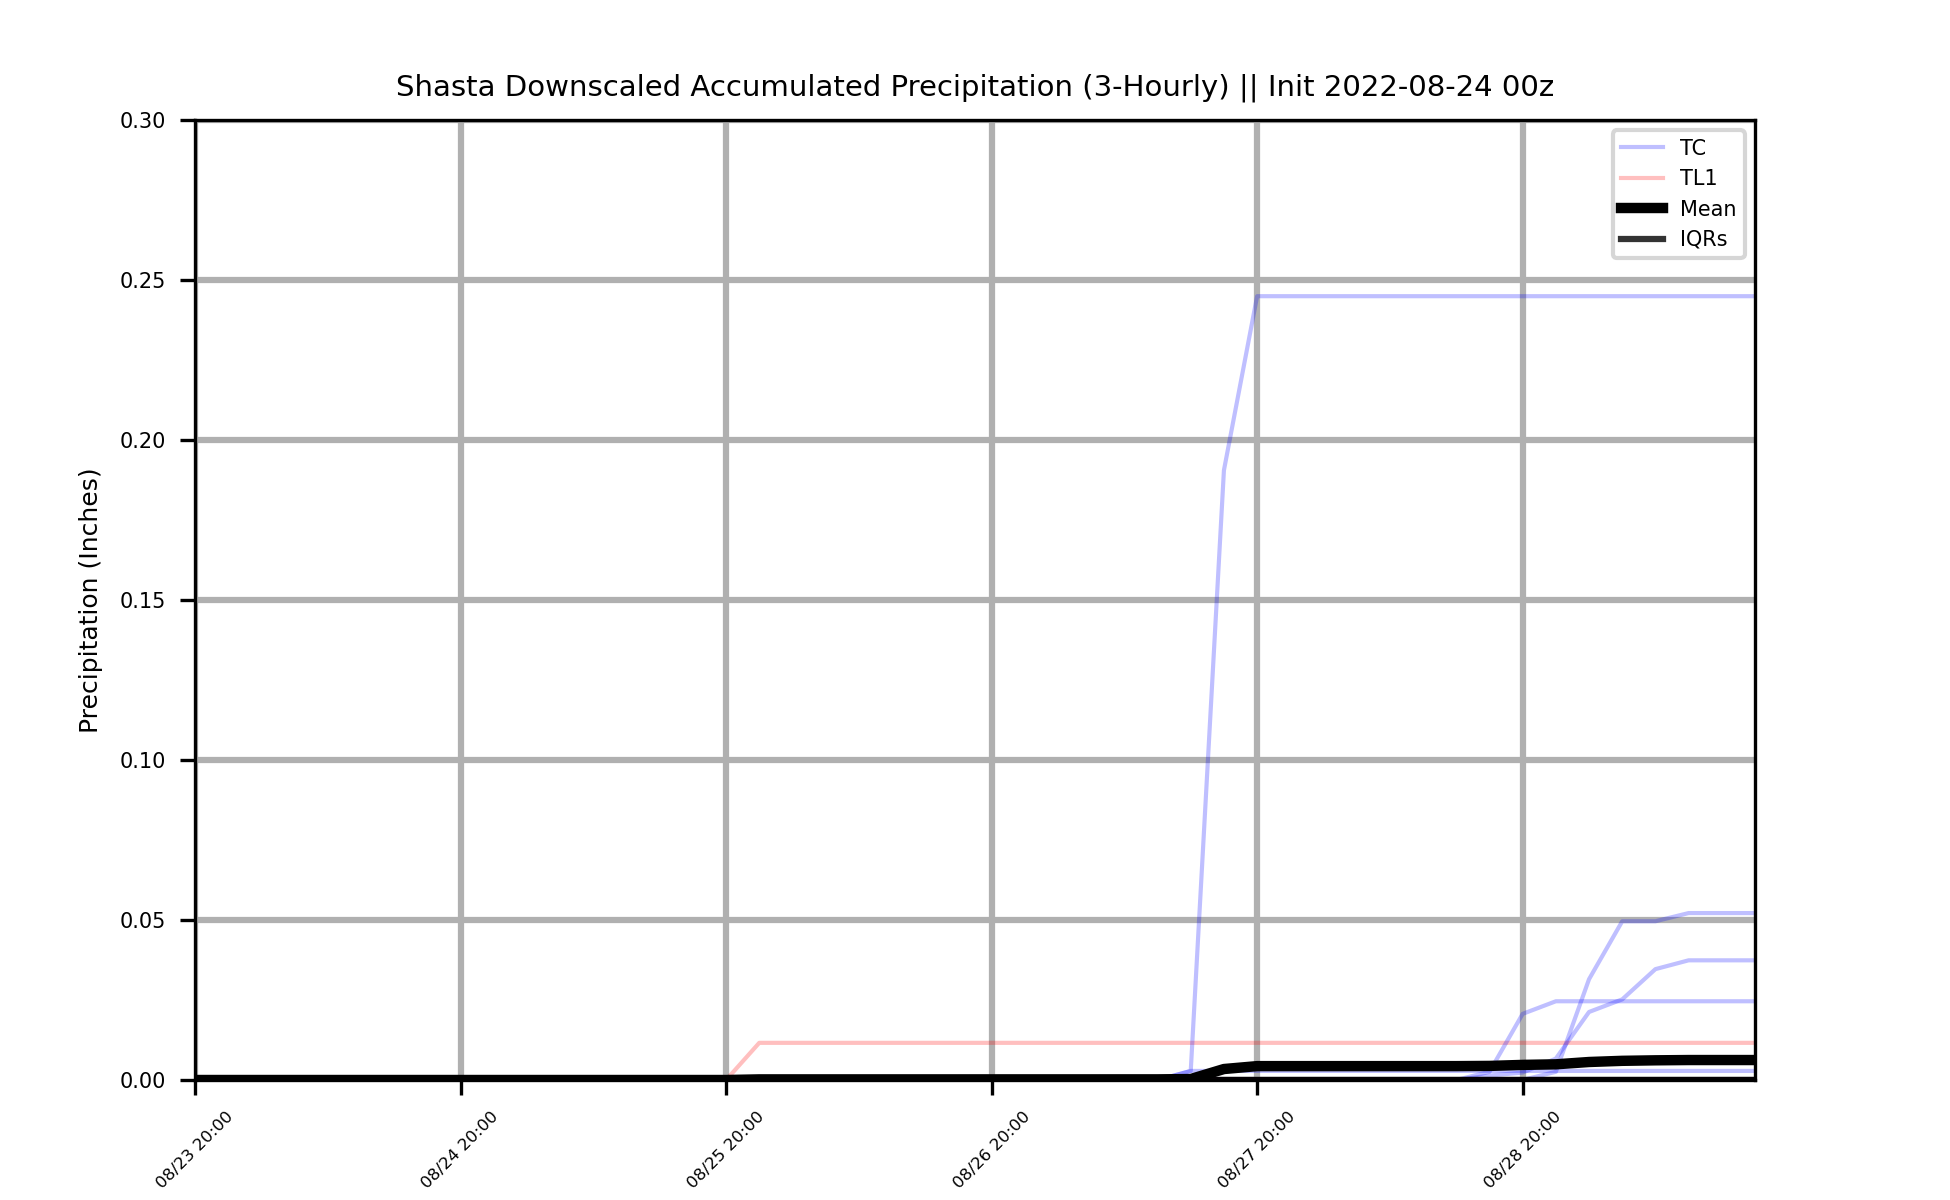 Shasta Downscaled Accumulated Precipitation (3-Hourly) || Init 2022-08-24 00z
TC
TL1
Mean
IQRs
Precipitation (Inches)
0.30
0.25
0.20
0.15
0.10
0.05
0.00
08/23 20:00
08/24 20:00
08/25 20:00
08/26 20:00
08/27 20:00
08/28 20:00